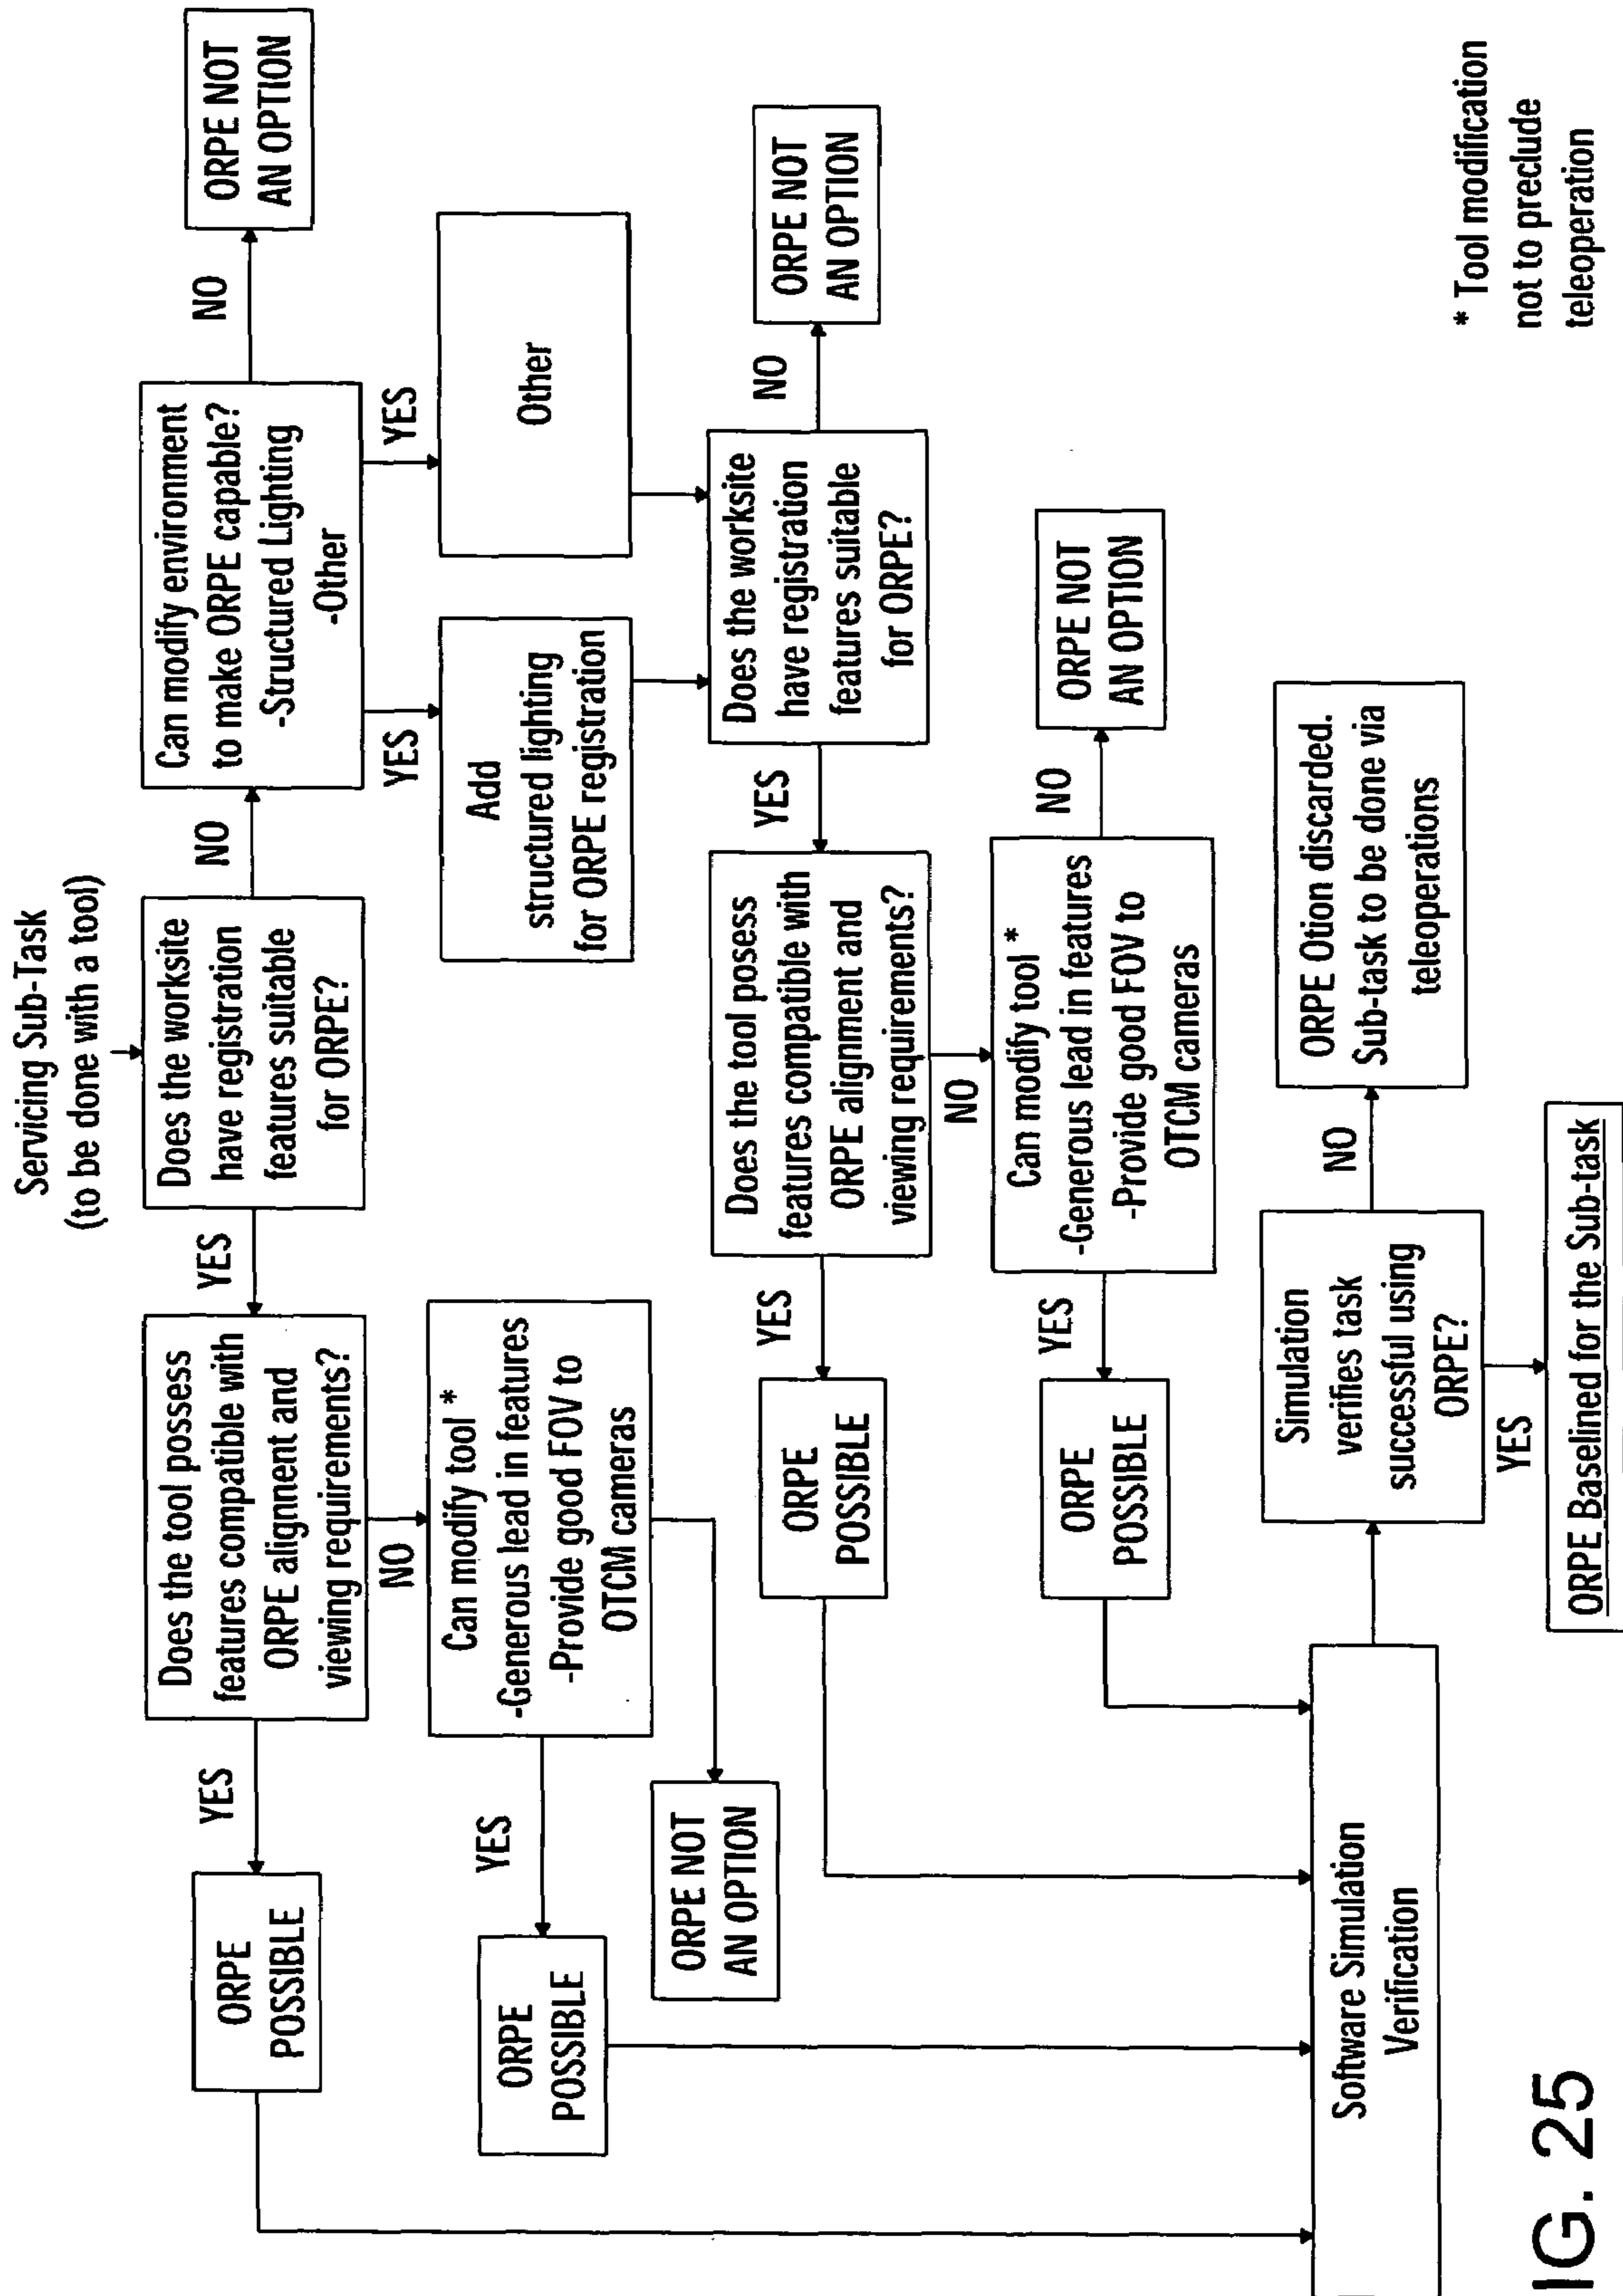 Servicing Sub-Task
(to be done with a tool)
Does the worksite
have registration
features suitable
for ORPE?
YES
NO
Does the tool possess
features compatible with
ORPE alignment and
viewing requirements?
YES
NO
ORPE
POSSIBLE
Can modify tool *
-Generous lead in features
-Provide good FOV to
OTCM cameras
YES
ORPE
POSSIBLE
ORPE NOT
AN OPTION
Can modify environment
to make ORPE capable?
-Structured Lighting
-Other
NO
ORPE NOT
AN OPTION
YES
YES
Add
structured lighting
for ORPE registration
Other
Does the worksite
have registration
features suitable
for ORPE?
NO
ORPE NOT
AN OPTION
YES
Does the tool possess
features compatible with
ORPE alignment and
viewing requirements?
YES
ORPE
POSSIBLE
NO
Can modify tool *
-Generous lead in features
-Provide good FOV to
OTCM cameras
NO
ORPE NOT
AN OPTION
YES
ORPE
POSSIBLE
Software Simulation
Verification
Simulation
verifies task
successful using
ORPE?
NO
ORPE Otion discarded.
Sub-task to be done via
teleoperations
YES
ORPE Baselined for the Sub-task
* Tool modification
not to preclude
teleoperation
IG. 25